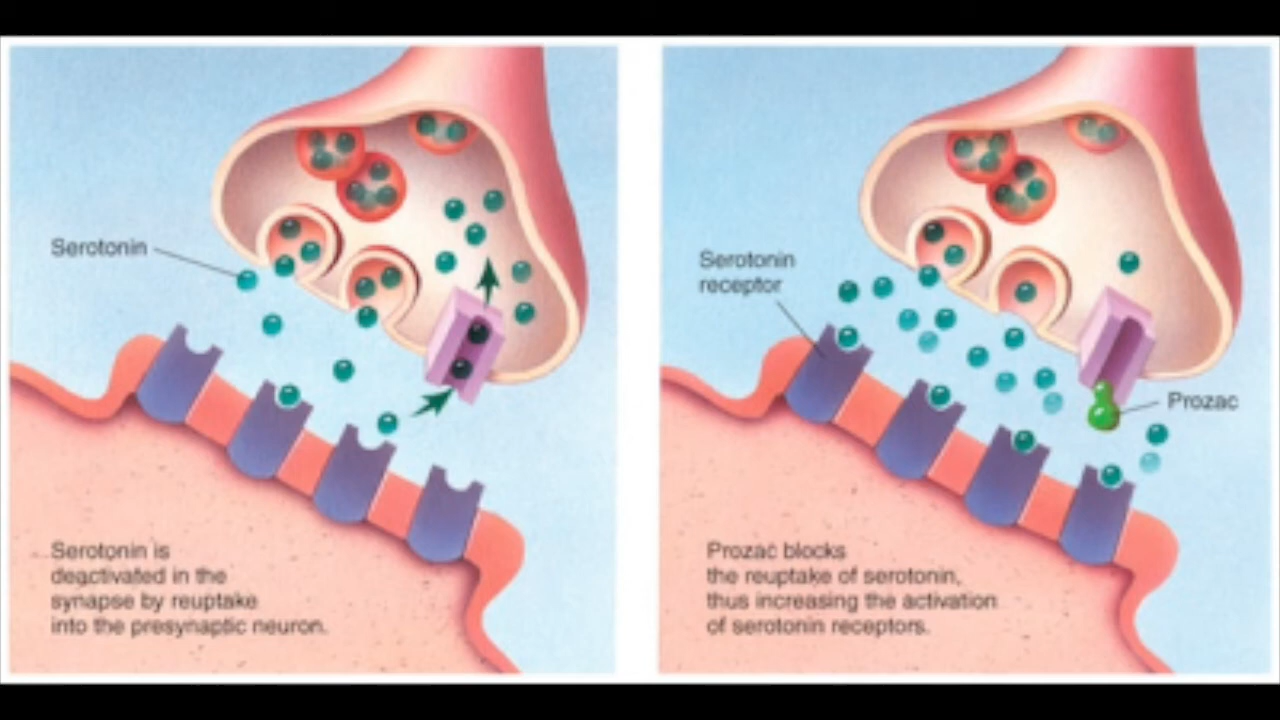 Serotonin
Serotonin is
deactivated in the
synapse by reuptake
into the presynaptic neuron.
Serotonin
receptor
Prozac
Prozac blocks
the reuptake of serotonin,
thus increasing the activation
of serotonin receptors.